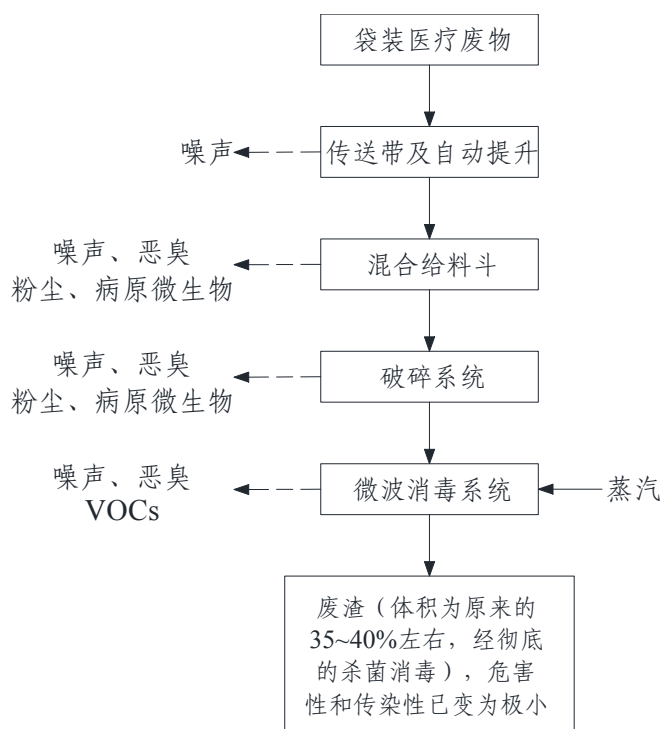 袋装医疗废物
噪声
传送带及自动提升
噪声、恶臭
粉尘、病原微生物
混合给料斗
噪声、恶臭
粉尘、病原微生物
破碎系统
噪声、恶臭
VOCs
微波消毒系统
蒸汽
废渣（体积为原来的
35~40%左右，经彻底
的杀菌消毒），危害
性和传染性已变为极小